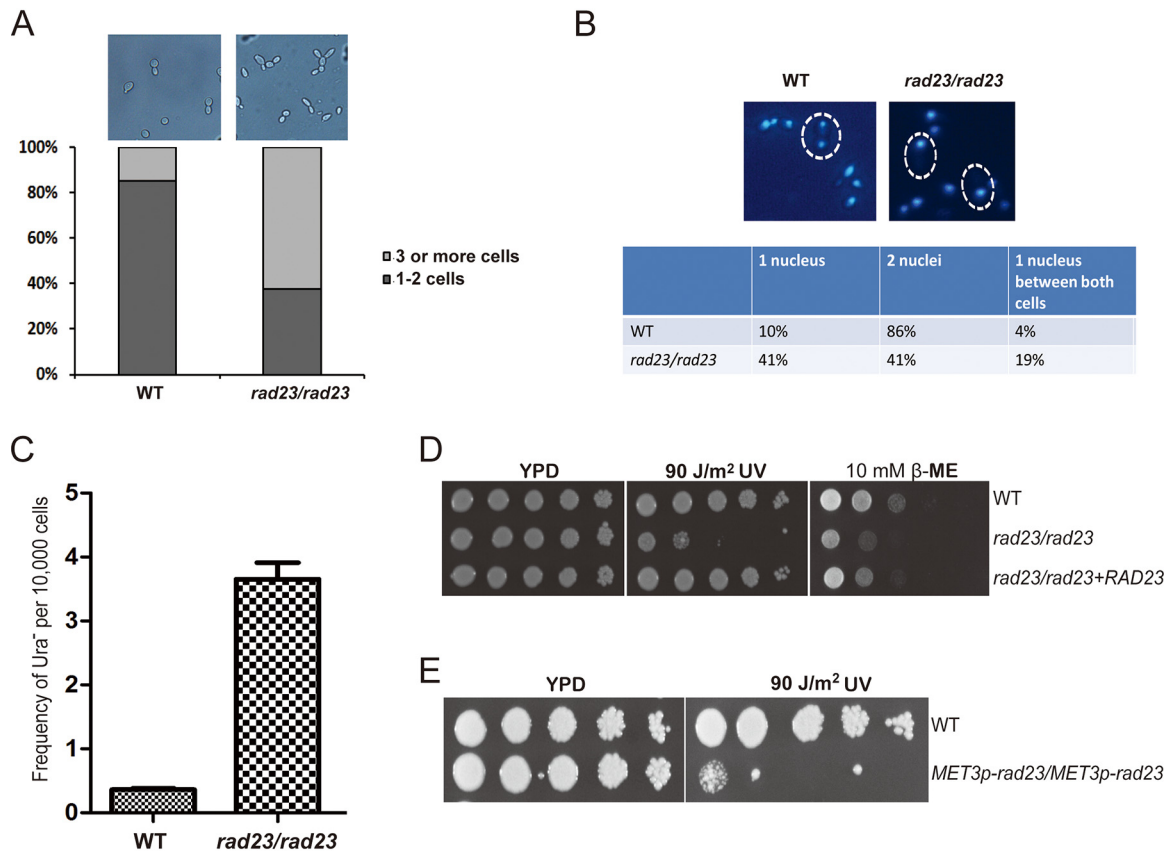 A
100%
80%
60%
40%
20%
0%
WT
rad23/rad23
3 or more cells
1-2 cells
B
WT
rad23/rad23
1 nucleus
2 nuclei
1 nucleus between both cells
WT
10%
86%
4%
rad23/rad23
41%
41%
19%
C
Frequency of Ura⁻ per 10,000 cells
5
4
3
2
1
0
WT
rad23/rad23
D
YPD
90 J/m² UV
10 mM β-ME
WT
rad23/rad23
rad23/rad23+RAD23
E
YPD
90 J/m² UV
WT
MET3p-rad23/MET3p-rad23